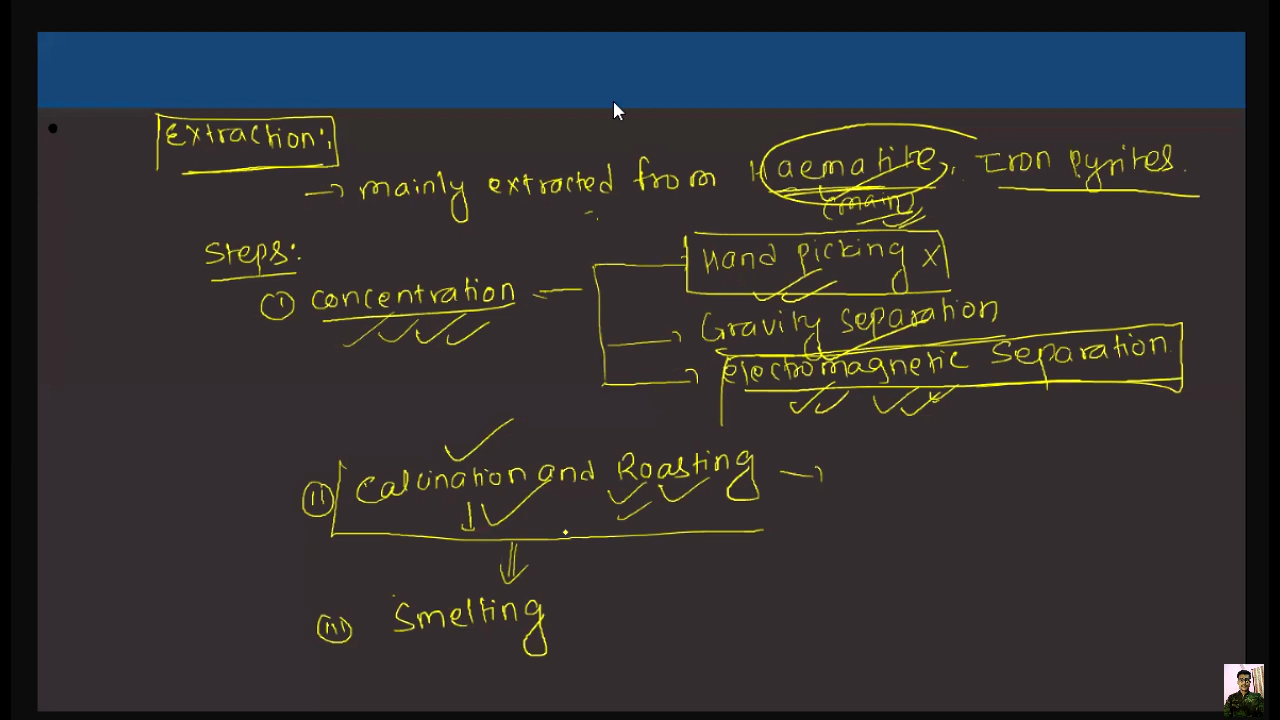 Extraction:,
→ mainly extracted from Haematite, Iron pyrites.
(main)
Steps:
(i) concentration — Hand picking x
→ Gravity separation
→ electromagnetic Separation
(ii) Calcination and Roasting →
(iii) Smelting